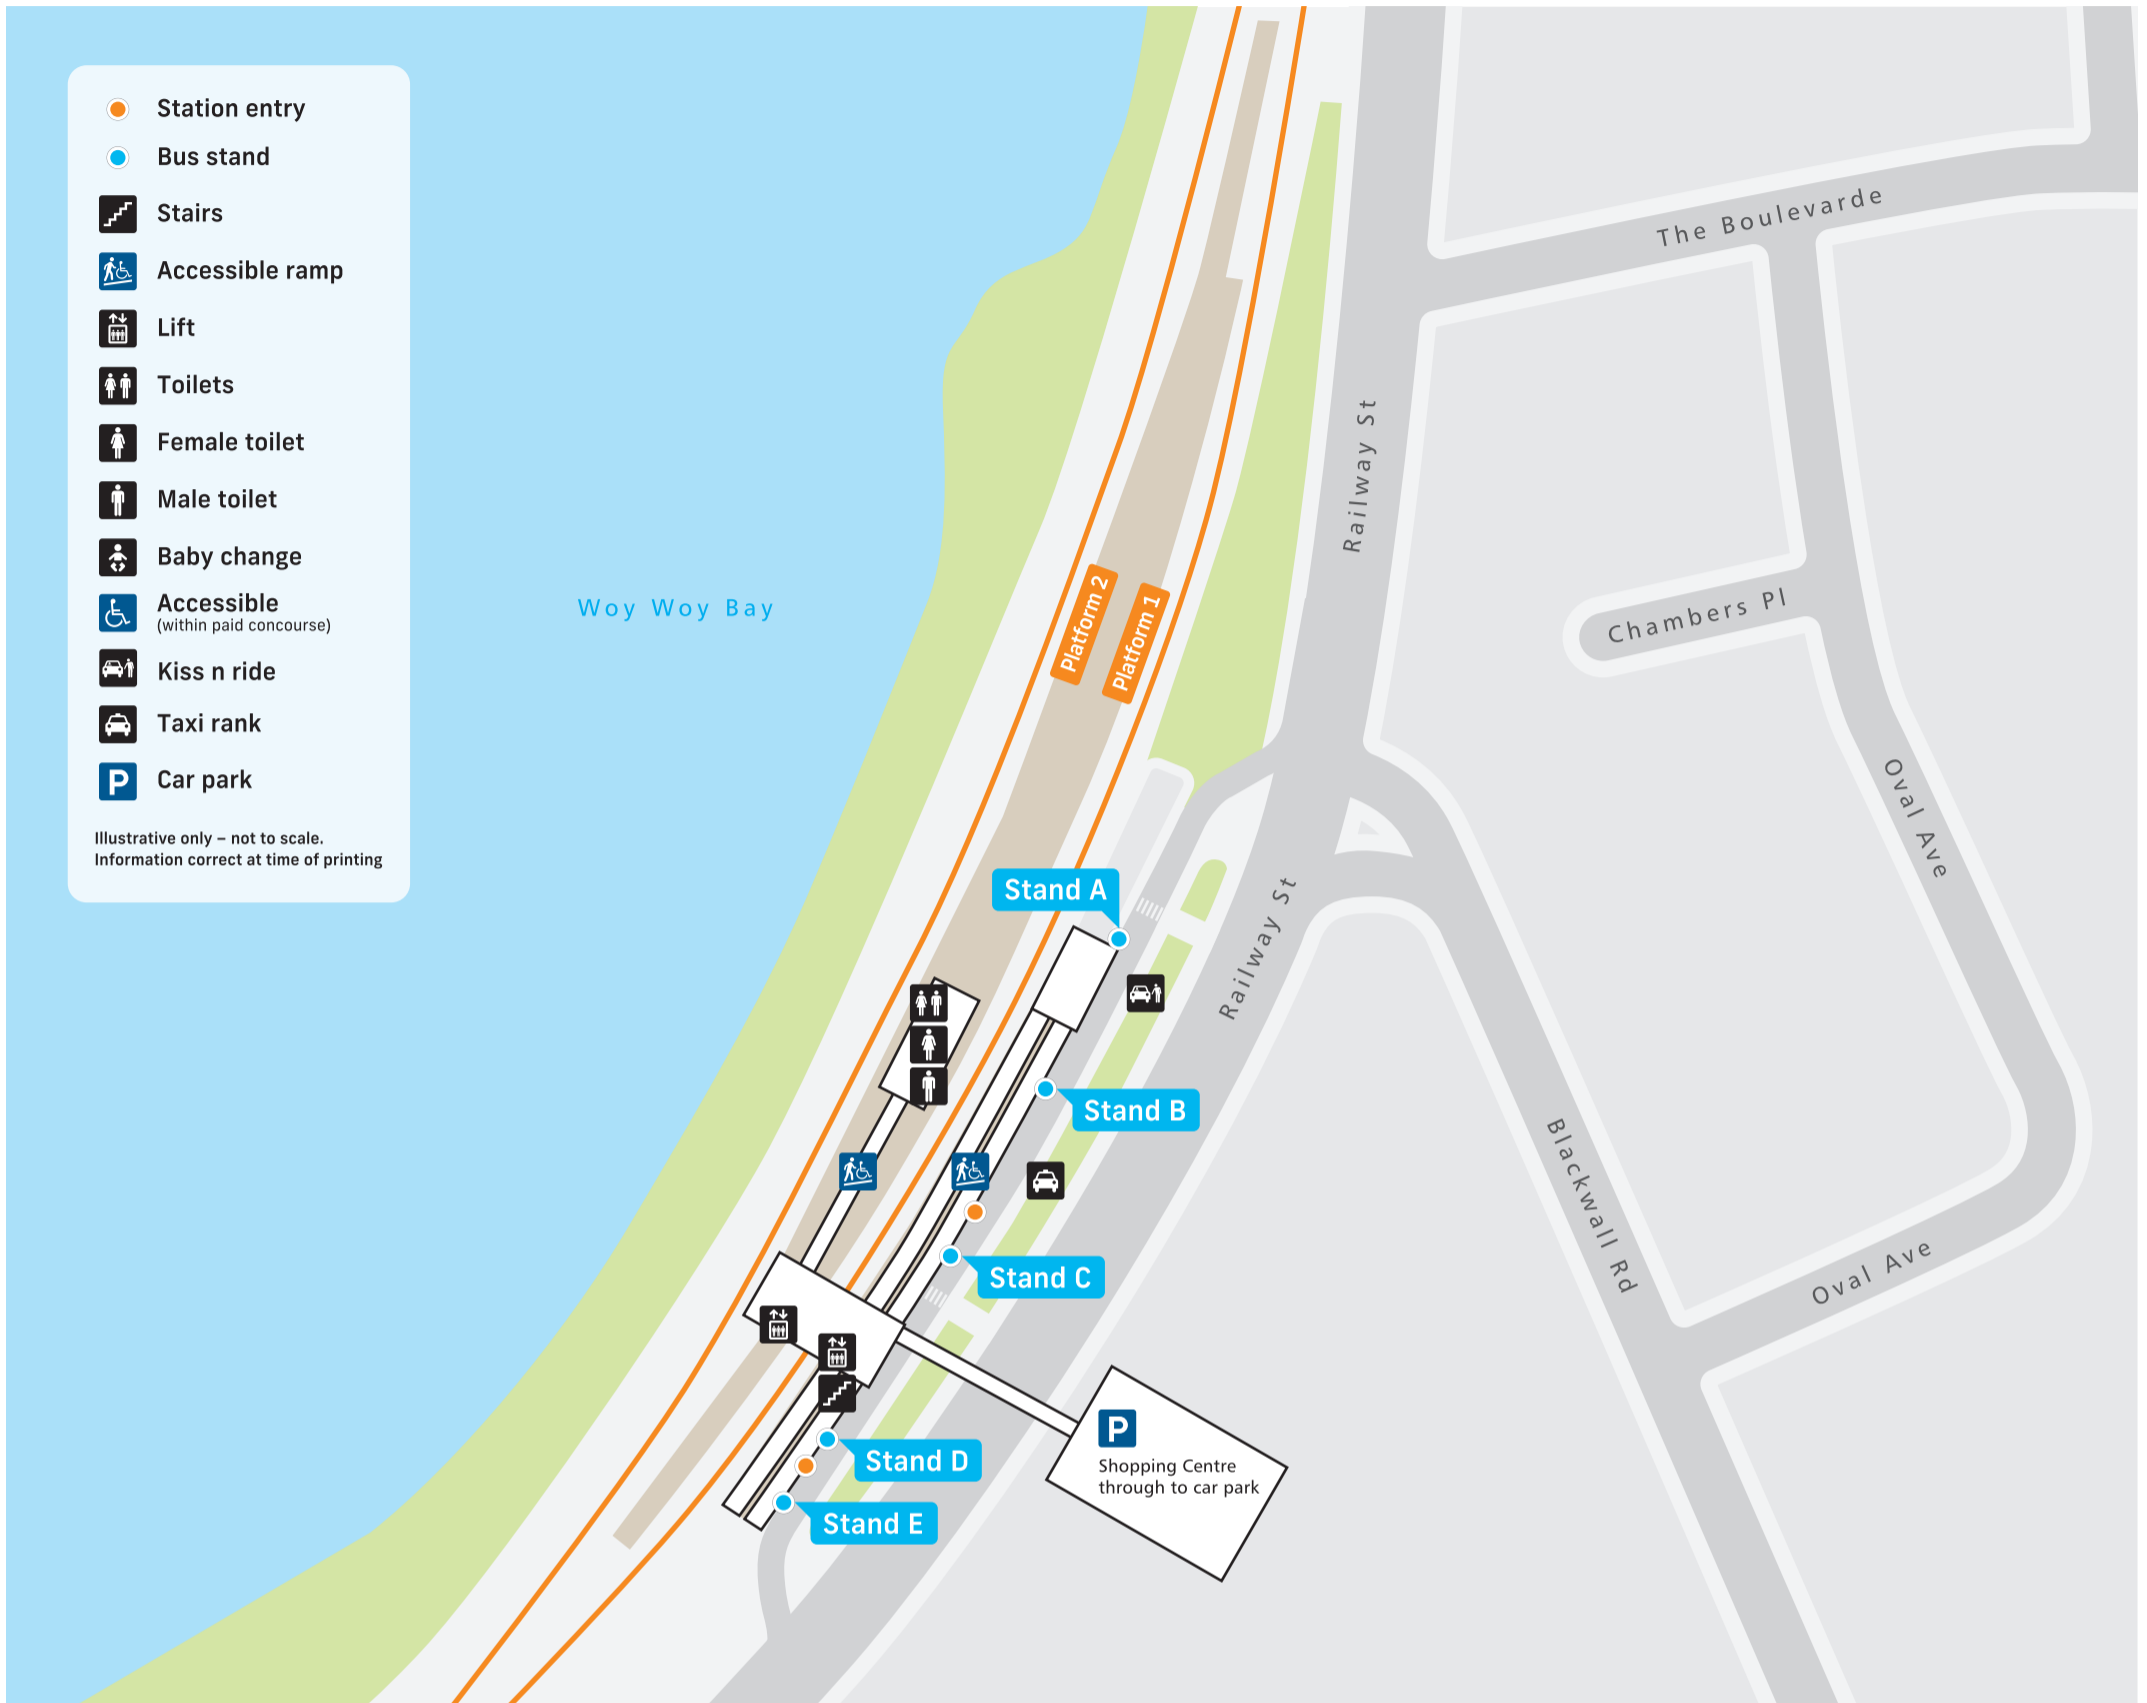 Station entry
Bus stand
Stairs
Accessible ramp
Lift
Toilets
Female toilet
Male toilet
Baby change
Accessible
(within paid concourse)
Kiss n ride
Taxi rank
P
Car park
Illustrative only – not to scale.
Information correct at time of printing
Woy Woy Bay
Platform 2
Platform 1
Railway St
The Boulevarde
Chambers Pl
Oval Ave
Railway St
Stand A
Stand B
Stand C
Stand D
Stand E
Blackwall Rd
Oval Ave
P
Shopping Centre
through to car park